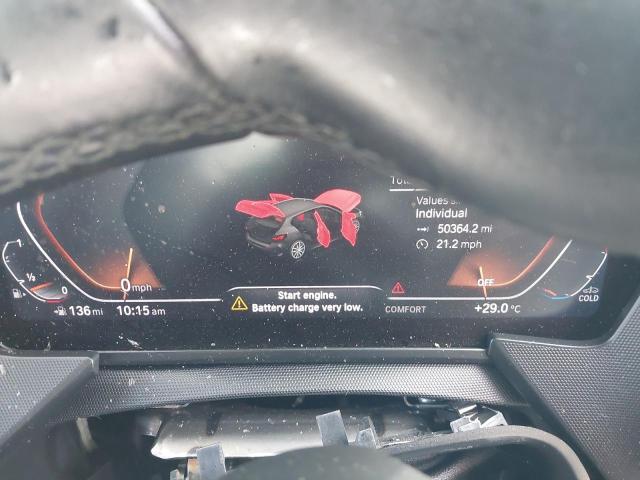 Values
Individual
50364.2 mi
21.2 mph
1/2
0
0 mph
OFF
COLD
Start engine.
Battery charge very low.
136 mi
10:15 am
COMFORT
+29.0 °C